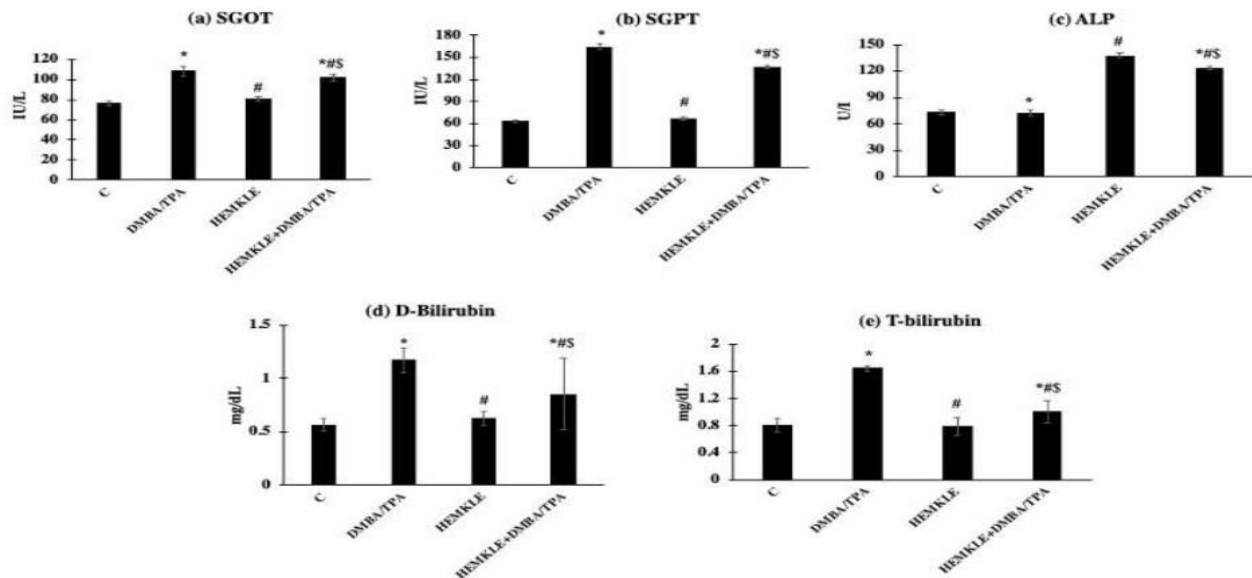 (a) SGOT
120
100
80
60
40
20
0
IU/L
*
#
*#$
C
DMBA/TPA
HEMKLE
HEMKLE+DMBA/TPA
(b) SGPT
180
150
120
90
60
30
0
IU/L
*
#
*#$
C
DMBA/TPA
HEMKLE
HEMKLE+DMBA/TPA
(c) ALP
150
120
90
60
30
0
U/I
*
#
*#$
C
DMBA/TPA
HEMKLE
HEMKLE+DMBA/TPA
(d) D-Bilirubin
1.5
1
0.5
0
mg/dL
*
#
*#$
C
DMBA/TPA
HEMKLE
HEMKLE+DMBA/TPA
(e) T-bilirubin
2
1.6
1.2
0.8
0.4
0
mg/dL
*
#
*#$
C
DMBA/TPA
HEMKLE
HEMKLE+DMBA/TPA